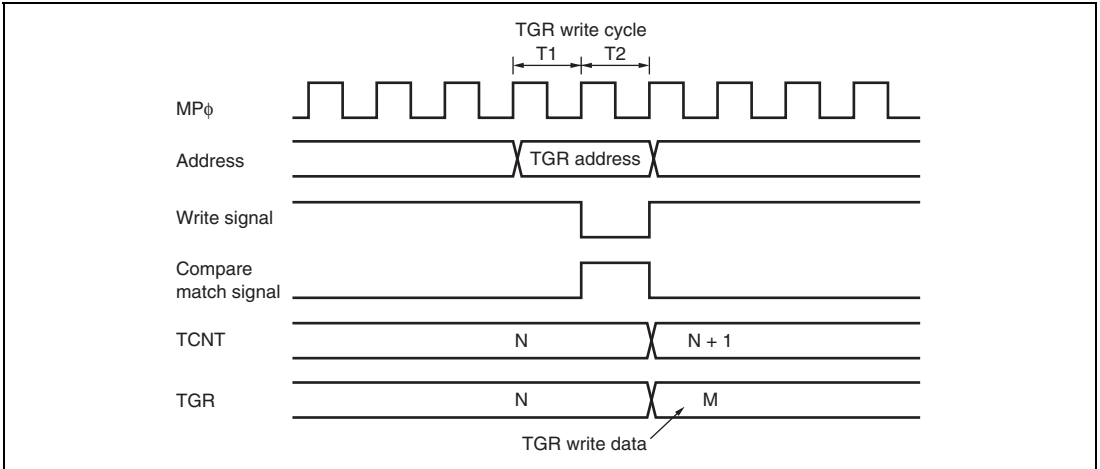 TGR write cycle
T1 T2
MPϕ
Address TGR address
Write signal
Compare
match signal
TCNT N N + 1
TGR N M
TGR write data